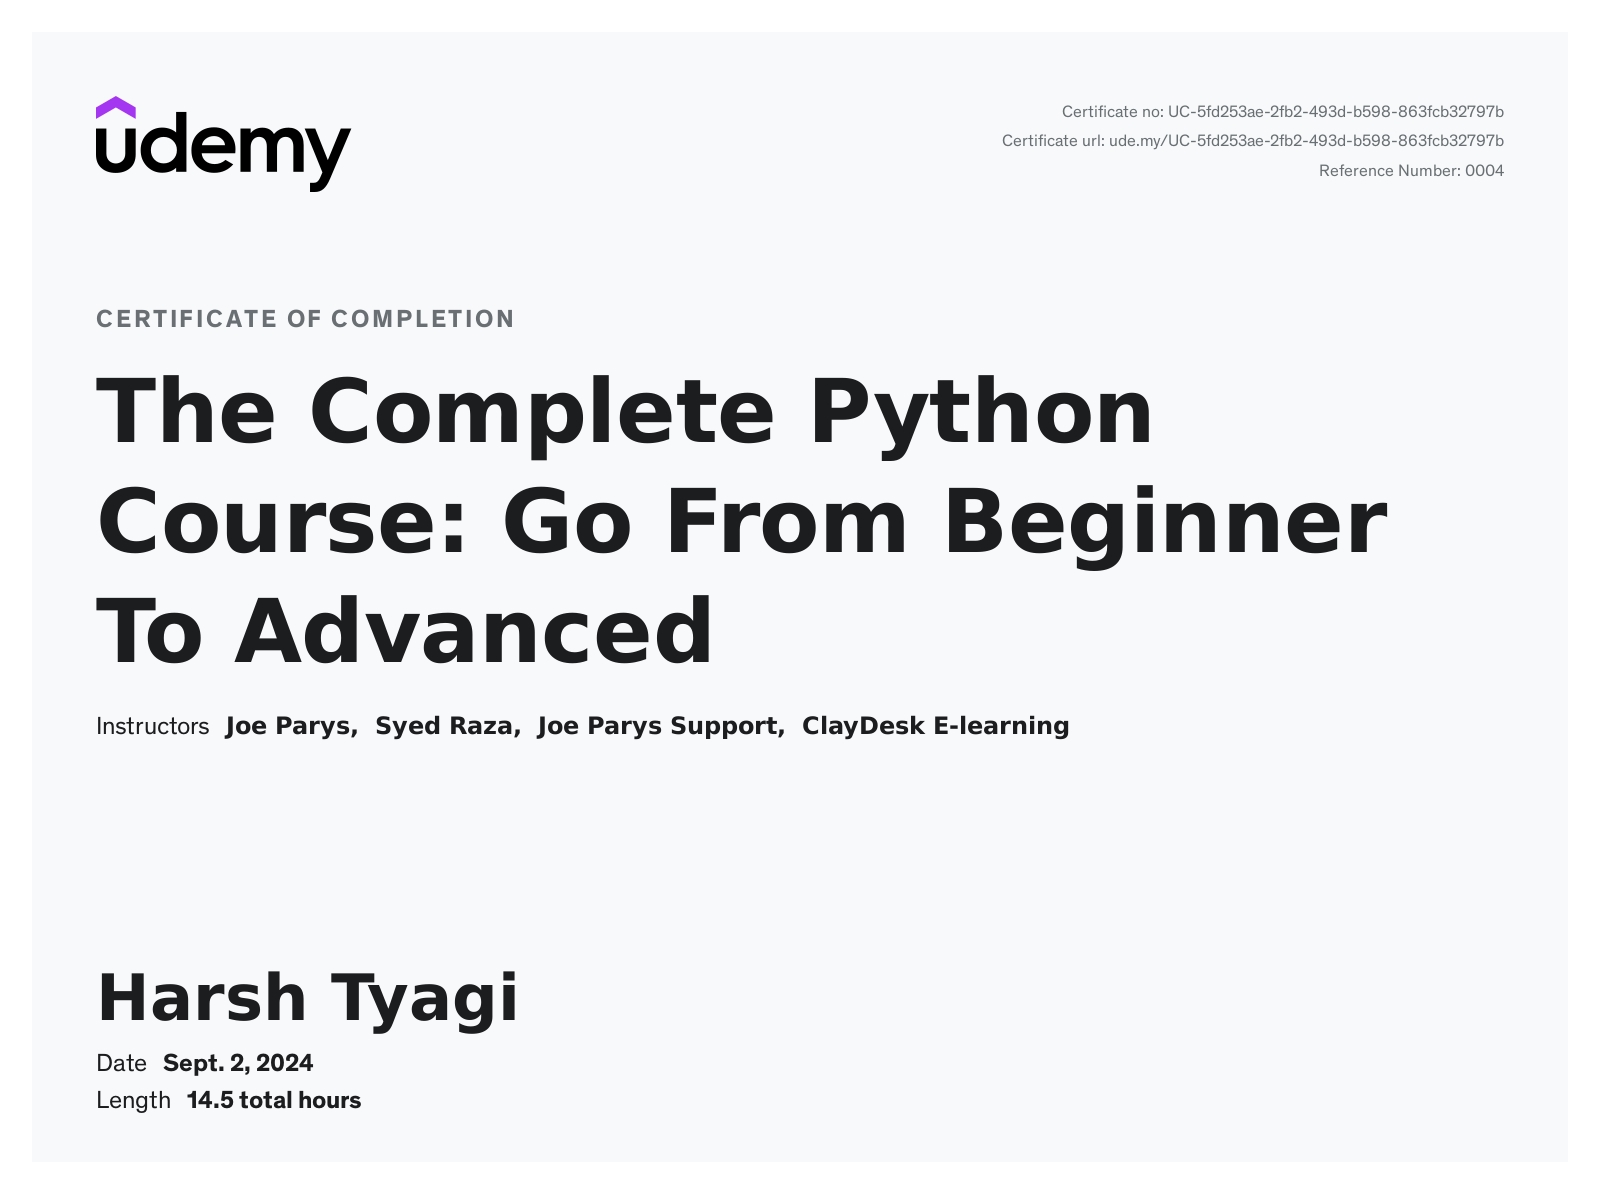 udemy
Certificate no: UC-5fd253ae-2fb2-493d-b598-863fcb32797b
Certificate url: ude.my/UC-5fd253ae-2fb2-493d-b598-863fcb32797b
Reference Number: 0004
CERTIFICATE OF COMPLETION
The Complete Python
Course: Go From Beginner
To Advanced
Instructors Joe Parys, Syed Raza, Joe Parys Support, ClayDesk E-learning
Harsh Tyagi
Date Sept. 2, 2024
Length 14.5 total hours